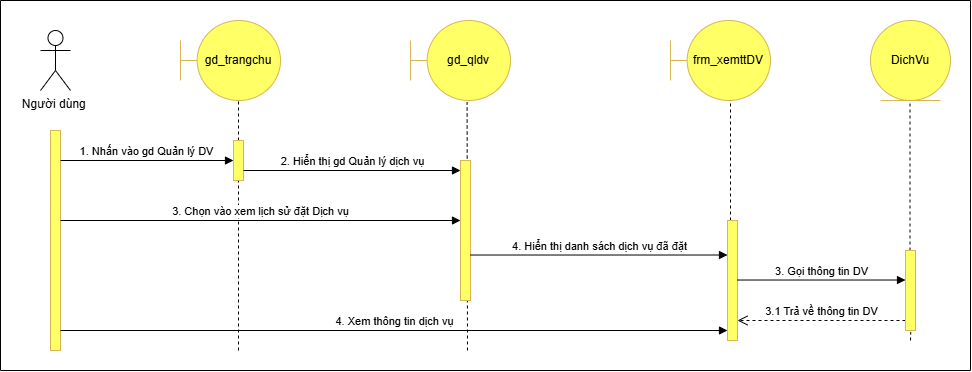 gd_trangchu
gd_qldv
frm_xemttDV
DichVu
Người dùng
1. Nhấn vào gd Quản lý DV
2. Hiển thị gd Quản lý dịch vụ
3. Chọn vào xem lịch sử đặt Dịch vụ
4. Hiển thị danh sách dịch vụ đã đặt
3. Gọi thông tin DV
3.1 Trả về thông tin DV
4. Xem thông tin dịch vụ